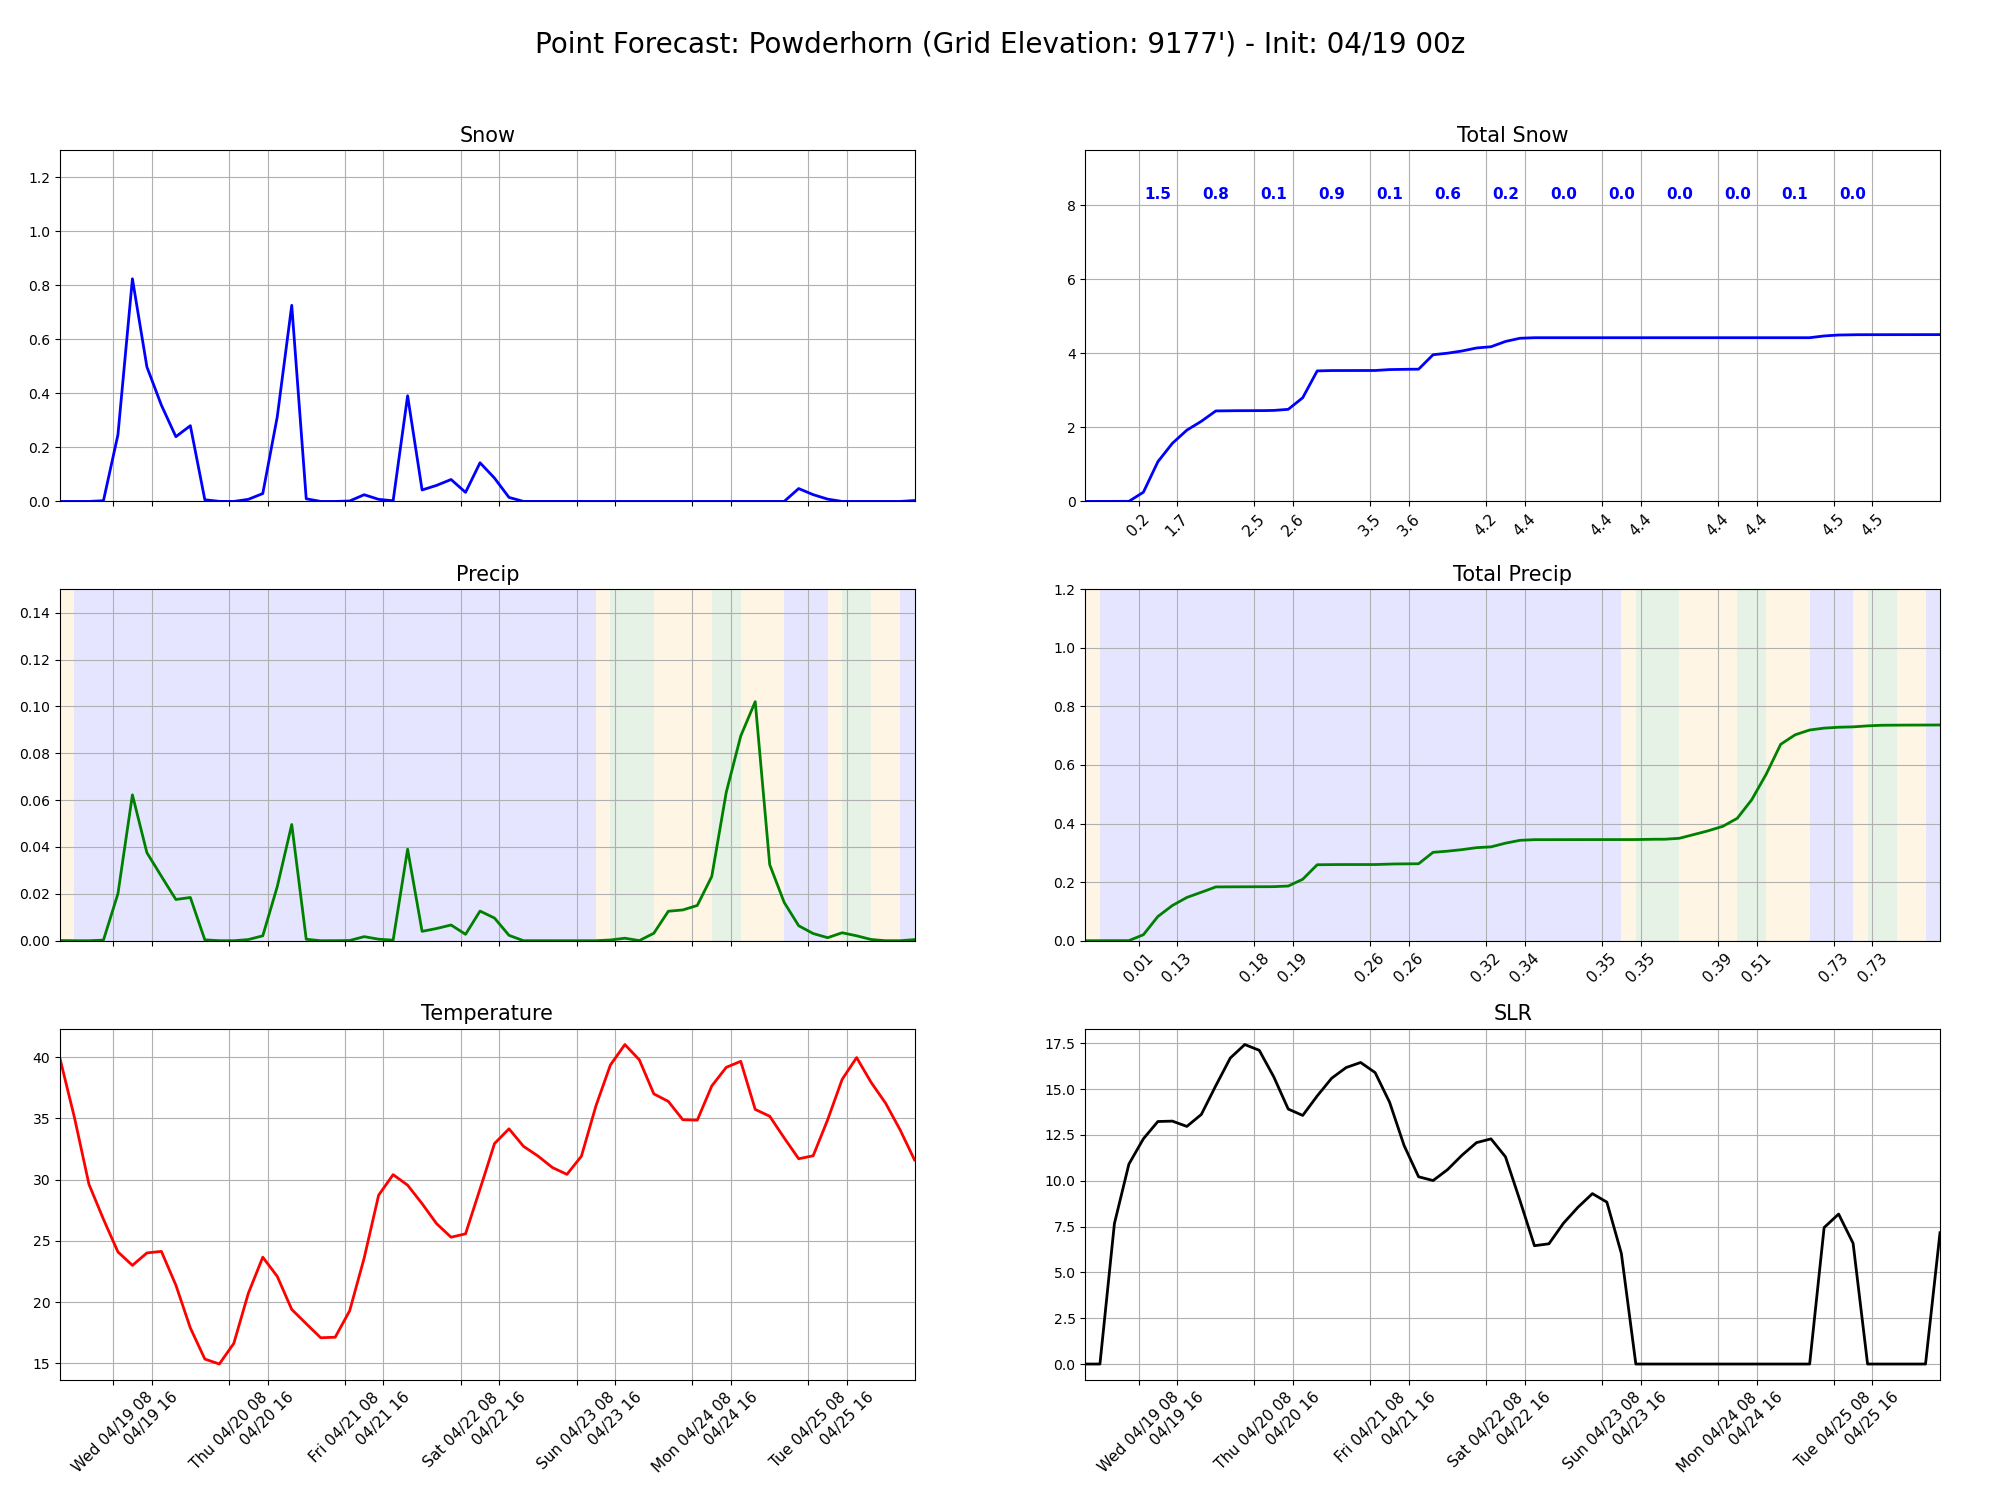 Point Forecast: Powderhorn (Grid Elevation: 9177') - Init: 04/19 00z
Snow
1.2
1.0
0.8
0.6
0.4
0.2
0.0
Total Snow
1.5 0.8 0.1 0.9 0.1 0.6 0.2 0.0 0.0 0.0 0.0 0.1 0.0
8
6
4
2
0
0.2 1.7 2.5 2.6 3.5 3.6 4.2 4.4 4.4 4.4 4.4 4.4 4.5 4.5
Precip
0.14
0.12
0.10
0.08
0.06
0.04
0.02
0.00
Total Precip
1.2
1.0
0.8
0.6
0.4
0.2
0.0
0.01 0.13 0.18 0.19 0.26 0.26 0.32 0.34 0.35 0.35 0.39 0.51 0.73 0.73
Temperature
40
35
30
25
20
15
Wed 04/19 08
04/19 16
Thu 04/20 08
04/20 16
Fri 04/21 08
04/21 16
Sat 04/22 08
04/22 16
Sun 04/23 08
04/23 16
Mon 04/24 08
04/24 16
Tue 04/25 08
04/25 16
SLR
17.5
15.0
12.5
10.0
7.5
5.0
2.5
0.0
Wed 04/19 08
04/19 16
Thu 04/20 08
04/20 16
Fri 04/21 08
04/21 16
Sat 04/22 08
04/22 16
Sun 04/23 08
04/23 16
Mon 04/24 08
04/24 16
Tue 04/25 08
04/25 16